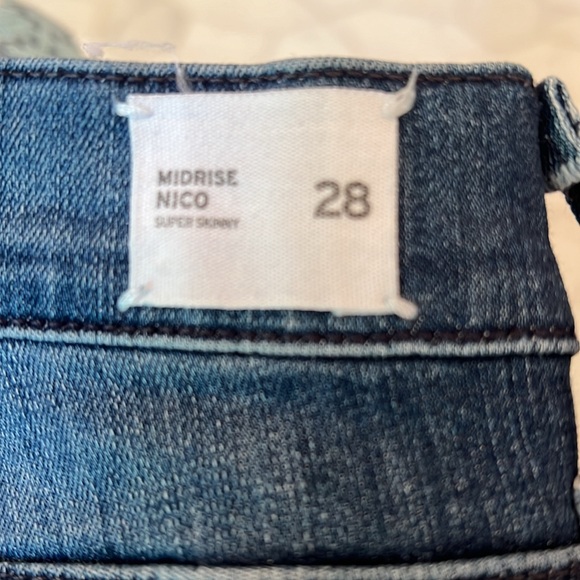 MIDRISE
NICO
SUPER SKINNY
28